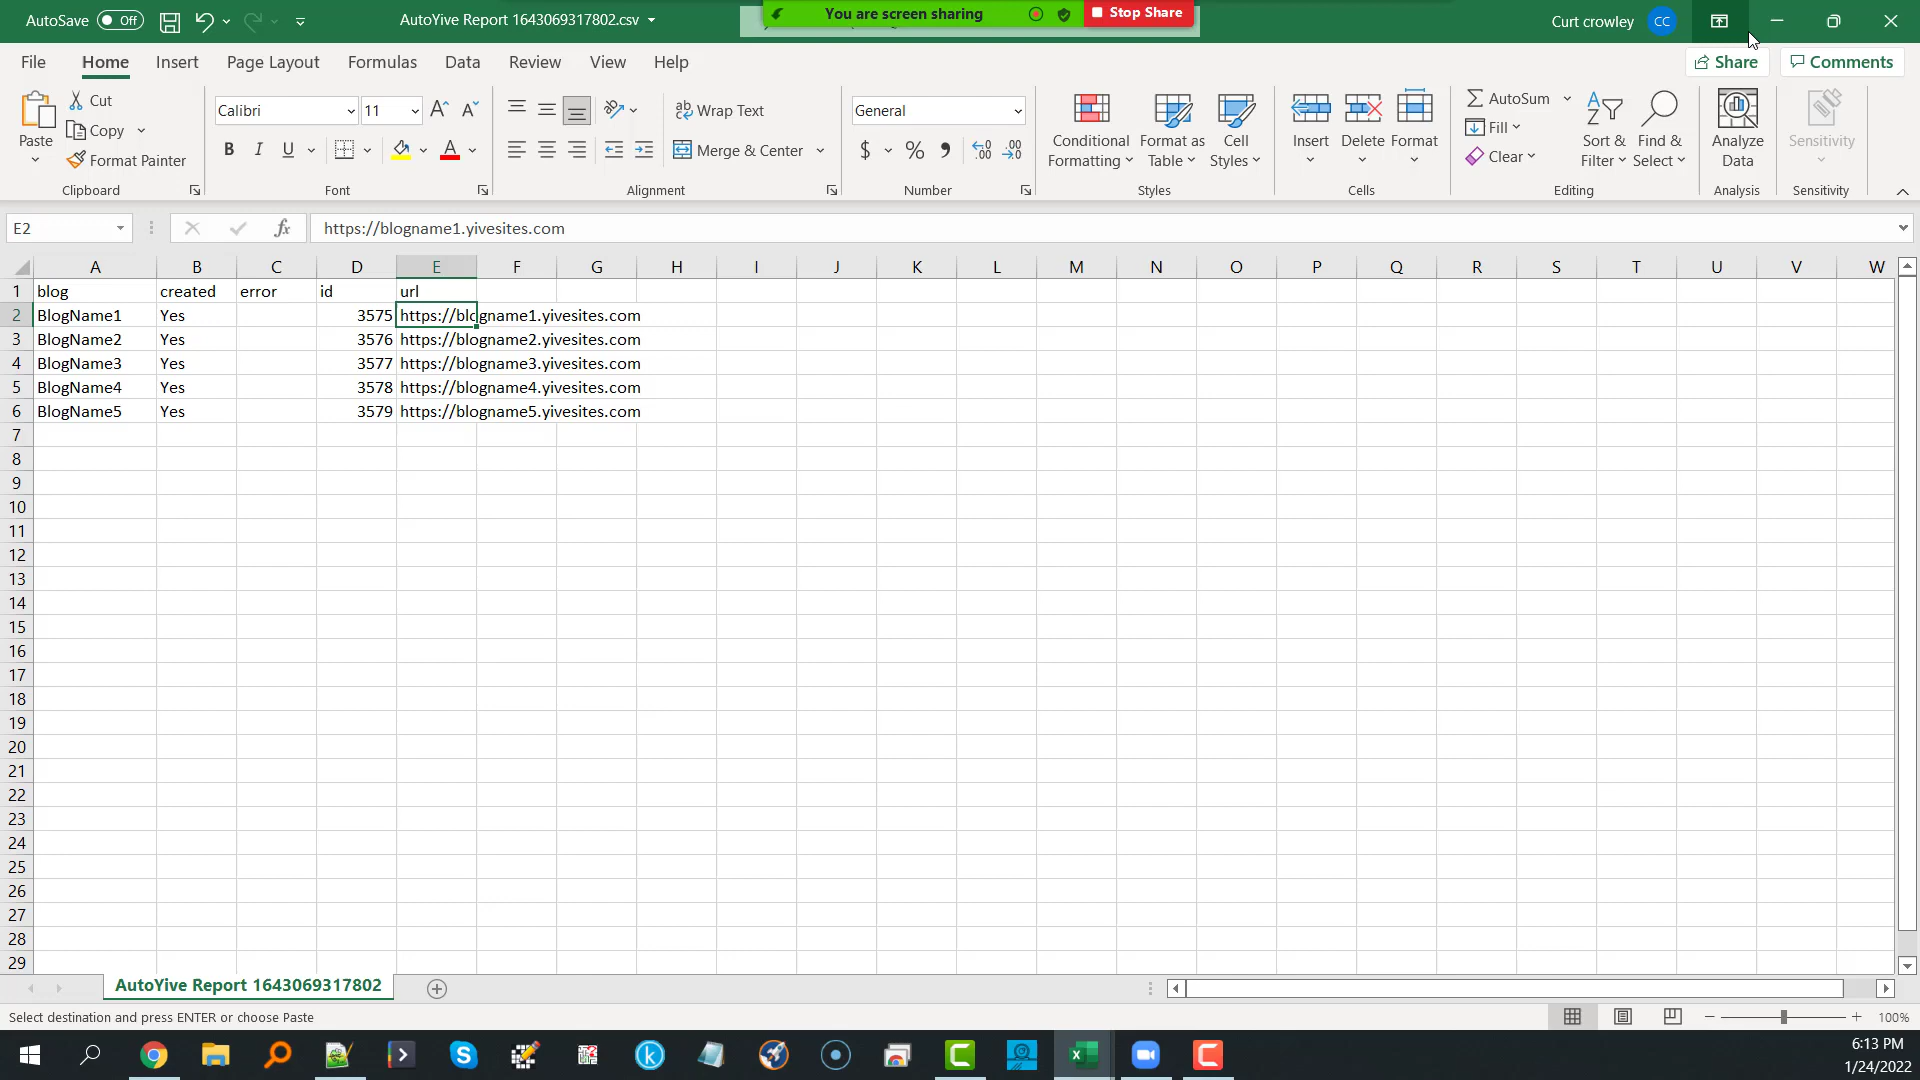 AutoSave Off AutoYive Report 1643069317802.csv You are screen sharing Stop Share Curt crowley CC
File Home Insert Page Layout Formulas Data Review View Help Share Comments
Paste Cut Copy Format Painter Clipboard
Calibri 11 B I U Font
Wrap Text Merge & Center Alignment
General $ % Number
Conditional Formatting Format as Table Cell Styles Styles
Insert Delete Format Cells
AutoSum Fill Clear Sort & Filter Find & Select Editing
Analyze Data Analysis
Sensitivity Sensitivity
E2 fx https://blogname1.yivesites.com
A B C D E F G H I J K L M N O P Q R S T U V W
1 blog created error id url
2 BlogName1 Yes 3575 https://blogname1.yivesites.com
3 BlogName2 Yes 3576 https://blogname2.yivesites.com
4 BlogName3 Yes 3577 https://blogname3.yivesites.com
5 BlogName4 Yes 3578 https://blogname4.yivesites.com
6 BlogName5 Yes 3579 https://blogname5.yivesites.com
7
8
9
10
11
12
13
14
15
16
17
18
19
20
21
22
23
24
25
26
27
28
29
AutoYive Report 1643069317802
Select destination and press ENTER or choose Paste 100%
6:13 PM
1/24/2022